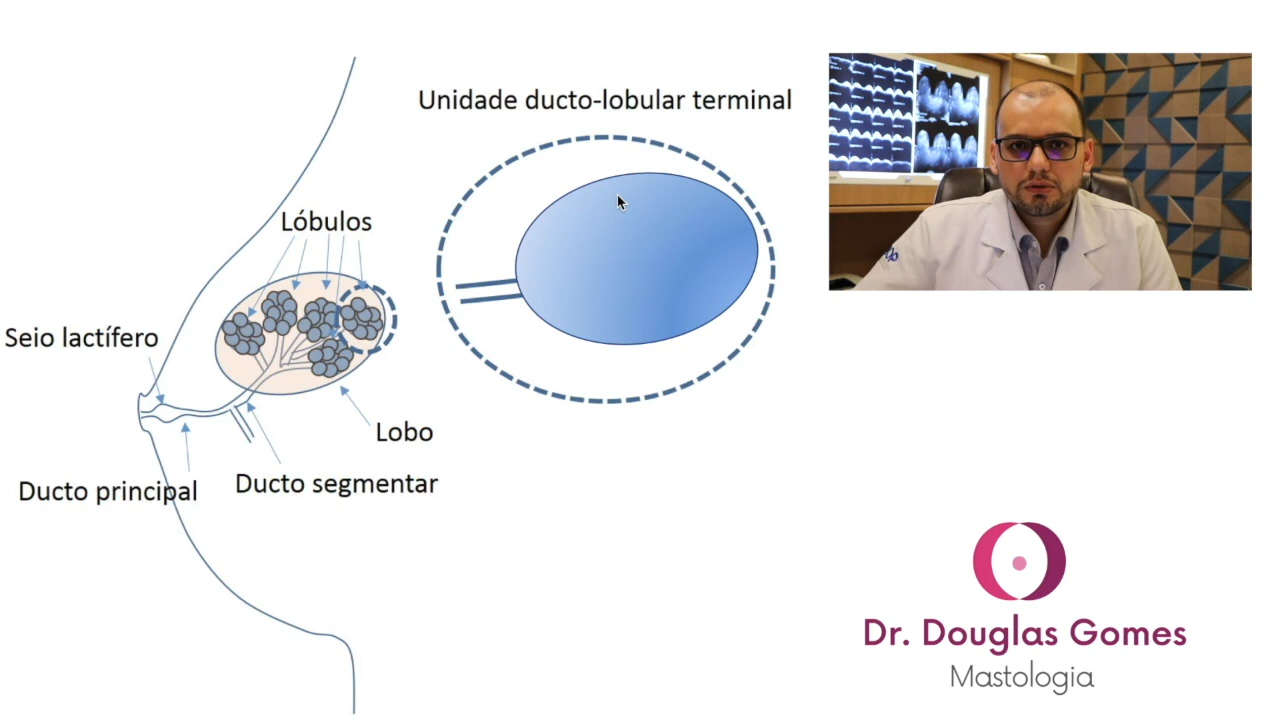 Unidade ducto-lobular terminal
Lóbulos
Seio lactífero
Lobo
Ducto principal
Ducto segmentar
Dr. Douglas Gomes
Mastologia